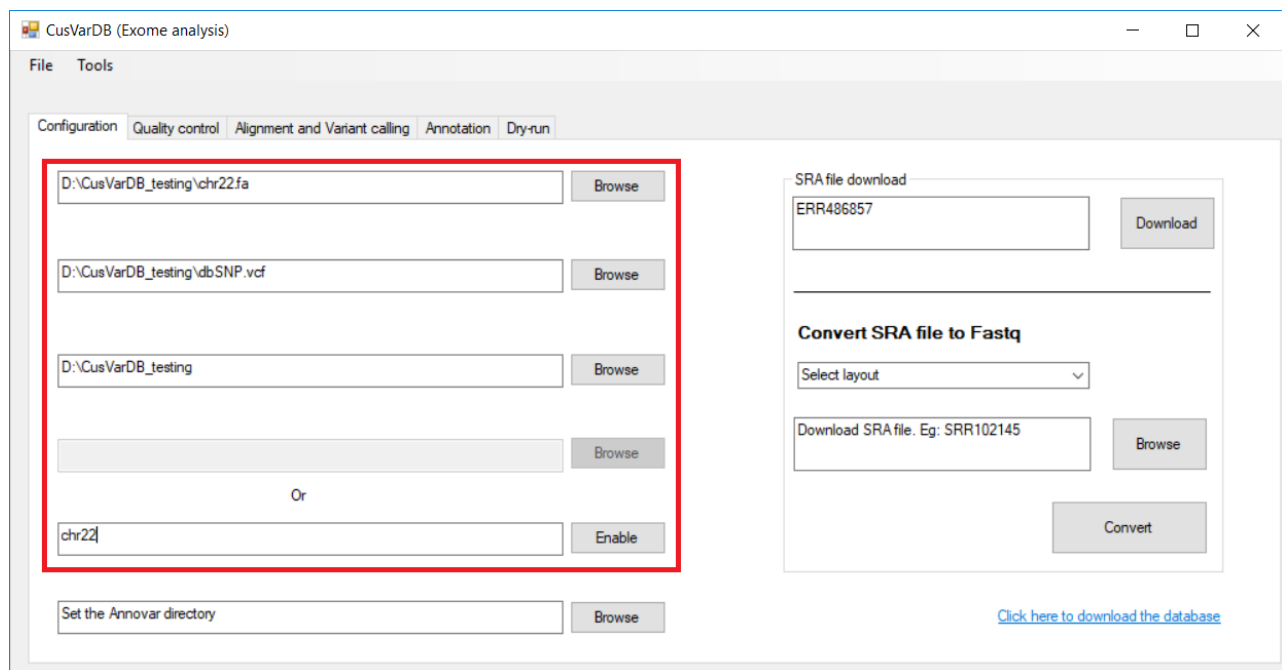 CusVarDB (Exome analysis)
File Tools
Configuration Quality control Alignment and Variant calling Annotation Dry-run
D:\CusVarDB_testing\chr22.fa Browse
D:\CusVarDB_testing\dbSNP.vcf Browse
D:\CusVarDB_testing Browse
Browse
Or
chr22 Enable
Set the Annovar directory Browse
SRA file download
ERR486857 Download
Convert SRA file to Fastq
Select layout
Download SRA file. Eg: SRR102145 Browse
Convert
Click here to download the database